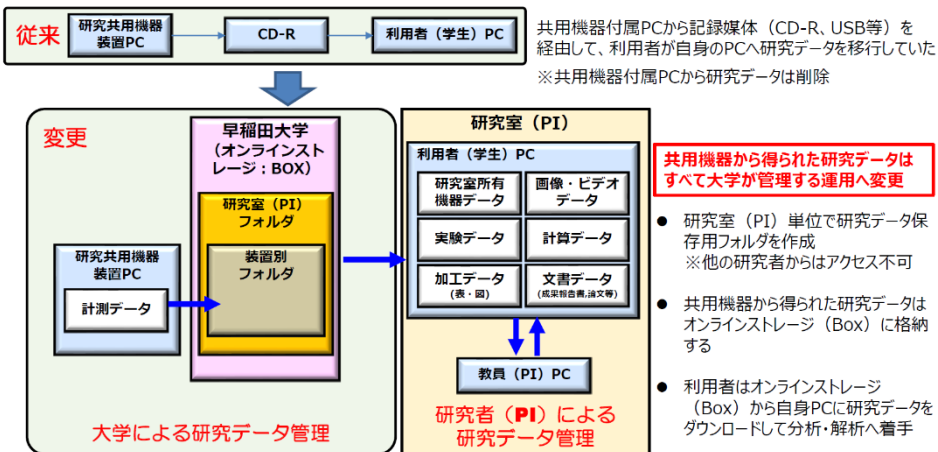 従来
研究共用機器
装置PC
CD-R
利用者（学生）PC
共用機器付属PCから記録媒体（CD-R、USB等）を
経由して、利用者が自身のPCへ研究データを移行していた
※共用機器付属PCから研究データは削除
変更
早稲田大学
（オンラインスト
レージ：BOX）
研究室（PI）
フォルダ
装置別
フォルダ
研究共用機器
装置PC
計測データ
大学による研究データ管理
研究室（PI）
利用者（学生）PC
研究室所有
機器データ
画像・ビデオ
データ
実験データ
計算データ
加工データ
(表・図)
文書データ
(成果報告書,論文等)
教員（PI）PC
研究者（PI）による
研究データ管理
共用機器から得られた研究データは
すべて大学が管理する運用へ変更
● 研究室（PI）単位で研究データ保
存用フォルダを作成
※他の研究者からはアクセス不可
● 共用機器から得られた研究データは
オンラインストレージ（Box）に格納
する
● 利用者はオンラインストレージ
（Box）から自身PCに研究データを
ダウンロードして分析・解析へ着手